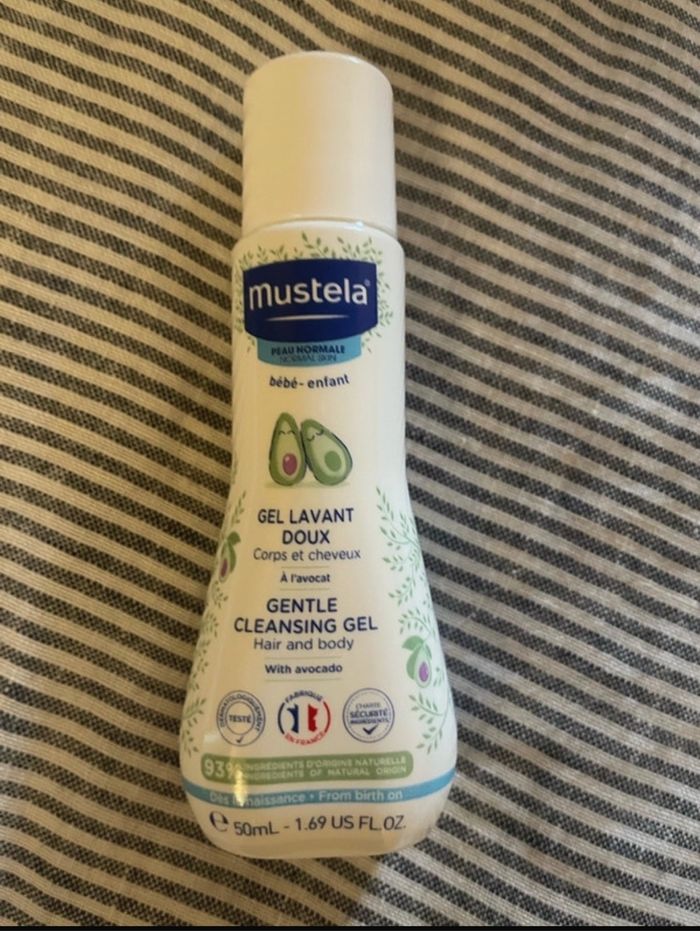 mustela®
PEAU NORMALE
NORMAL SKIN
bébé - enfant
GEL LAVANT
DOUX
Corps et cheveux
À l'avocat
GENTLE
CLEANSING GEL
Hair and body
With avocado
DERMATOLOGIQUEMENT
TESTÉ
FABRIQUÉ
EN FRANCE
CHARTE
SÉCURITÉ
INGRÉDIENTS
93% INGRÉDIENTS D'ORIGINE NATURELLE
INGREDIENTS OF NATURAL ORIGIN
Dès la naissance • From birth on
℮ 50mL - 1.69 US FL.OZ.